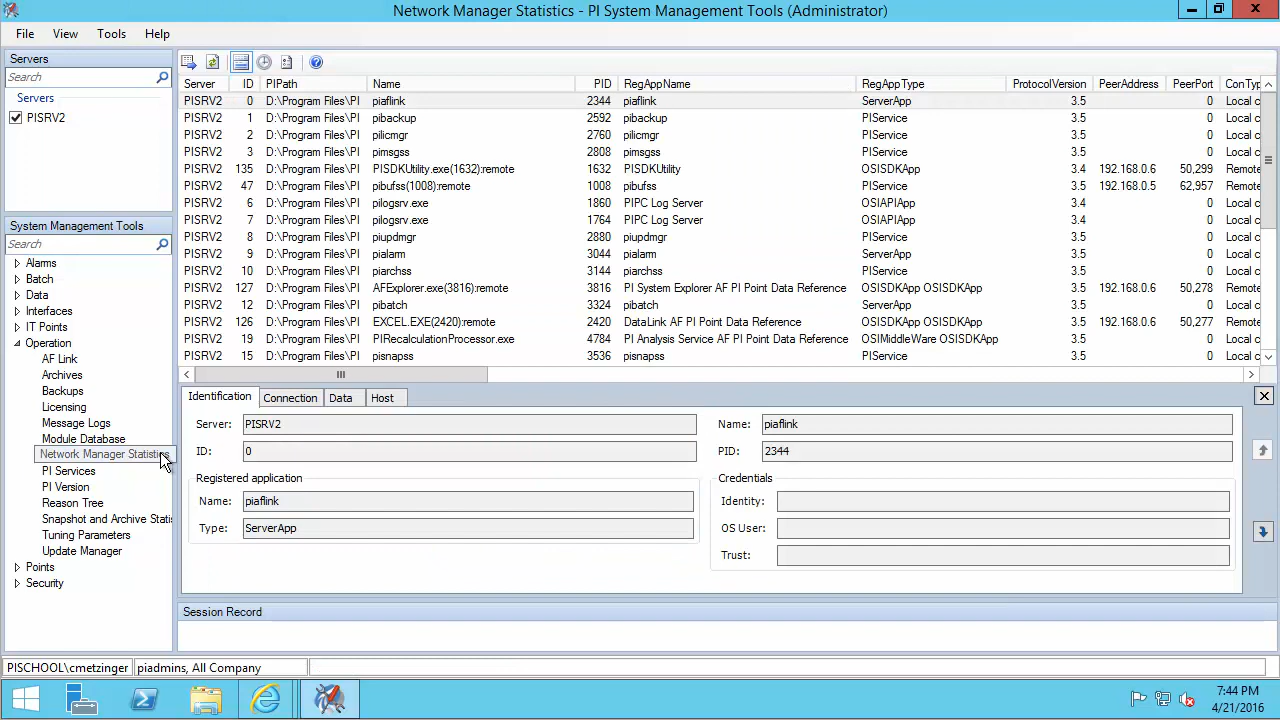 Network Manager Statistics - PI System Management Tools (Administrator)
File View Tools Help
Servers
Search
Servers
PISRV2
System Management Tools
Search
Alarms
Batch
Data
Interfaces
IT Points
Operation
AF Link
Archives
Backups
Licensing
Message Logs
Module Database
Network Manager Statistics
PI Services
PI Version
Reason Tree
Snapshot and Archive Stati
Tuning Parameters
Update Manager
Points
Security
Server ID PIPath Name PID RegAppName RegAppType ProtocolVersion PeerAddress PeerPort ConTyp
PISRV2 0 D:\Program Files\PI piaflink 2344 piaflink ServerApp 3.5 0 Local c
PISRV2 1 D:\Program Files\PI pibackup 2592 pibackup PIService 3.5 0 Local c
PISRV2 2 D:\Program Files\PI pilicmgr 2760 pilicmgr PIService 3.5 0 Local c
PISRV2 3 D:\Program Files\PI pimsgss 2808 pimsgss PIService 3.5 0 Local c
PISRV2 135 D:\Program Files\PI PISDKUtility.exe(1632):remote 1632 PISDKUtility OSISDKApp 3.4 192.168.0.6 50,299 Remote
PISRV2 47 D:\Program Files\PI pibufss(1008):remote 1008 pibufss PIService 3.5 192.168.0.5 62,957 Remote
PISRV2 6 D:\Program Files\PI pilogsrv.exe 1860 PIPC Log Server OSIAPIApp 3.4 0 Local c
PISRV2 7 D:\Program Files\PI pilogsrv.exe 1764 PIPC Log Server OSIAPIApp 3.4 0 Local c
PISRV2 8 D:\Program Files\PI piupdmgr 2880 piupdmgr PIService 3.5 0 Local c
PISRV2 9 D:\Program Files\PI pialarm 3044 pialarm ServerApp 3.5 0 Local c
PISRV2 10 D:\Program Files\PI piarchss 3144 piarchss PIService 3.5 0 Local c
PISRV2 127 D:\Program Files\PI AFExplorer.exe(3816):remote 3816 PI System Explorer AF PI Point Data Reference OSISDKApp OSISDKApp 3.5 192.168.0.6 50,278 Remote
PISRV2 12 D:\Program Files\PI pibatch 3324 pibatch ServerApp 3.5 0 Local c
PISRV2 126 D:\Program Files\PI EXCEL.EXE(2420):remote 2420 DataLink AF PI Point Data Reference OSISDKApp OSISDKApp 3.5 192.168.0.6 50,277 Remote
PISRV2 19 D:\Program Files\PI PIRecalculationProcessor.exe 4784 PI Analysis Service AF PI Point Data Reference OSIMiddleWare OSISDKApp 3.5 0 Local c
PISRV2 15 D:\Program Files\PI pisnapss 3536 pisnapss PIService 3.5 0 Local c
Identification Connection Data Host
Server: PISRV2 Name: piaflink
ID: 0 PID: 2344
Registered application Credentials
Name: piaflink Identity:
Type: ServerApp OS User:
Trust:
Session Record
PISCHOOL\cmetzinger piadmins, All Company
7:44 PM
4/21/2016